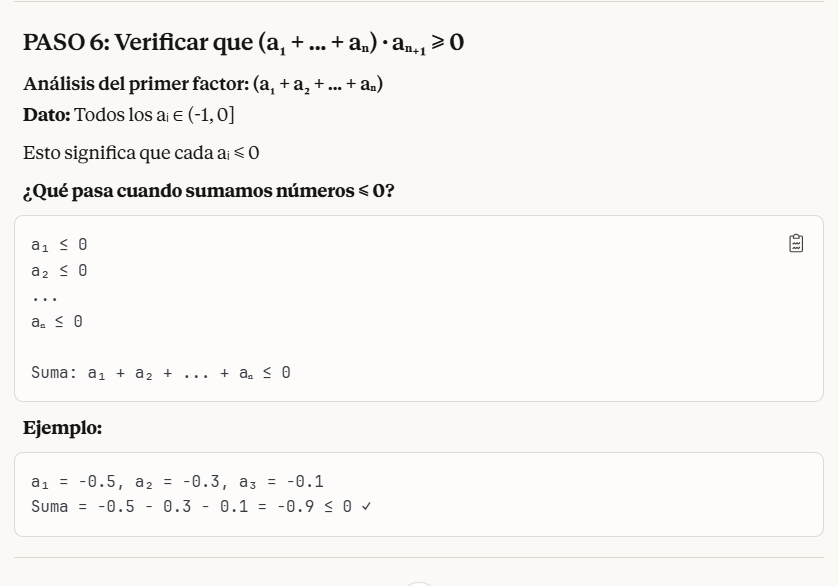 PASO 6: Verificar que (a₁ + ... + aₙ) · aₙ₊₁ ⩾ 0
Análisis del primer factor: (a₁ + a₂ + ... + aₙ)
Dato: Todos los aᵢ ∈ (-1, 0]
Esto significa que cada aᵢ ⩽ 0
¿Qué pasa cuando sumamos números ⩽ 0?
a₁ ≤ 0
a₂ ≤ 0
...
aₙ ≤ 0
Suma: a₁ + a₂ + ... + aₙ ≤ 0
Ejemplo:
a₁ = -0.5, a₂ = -0.3, a₃ = -0.1
Suma = -0.5 - 0.3 - 0.1 = -0.9 ≤ 0 ✓